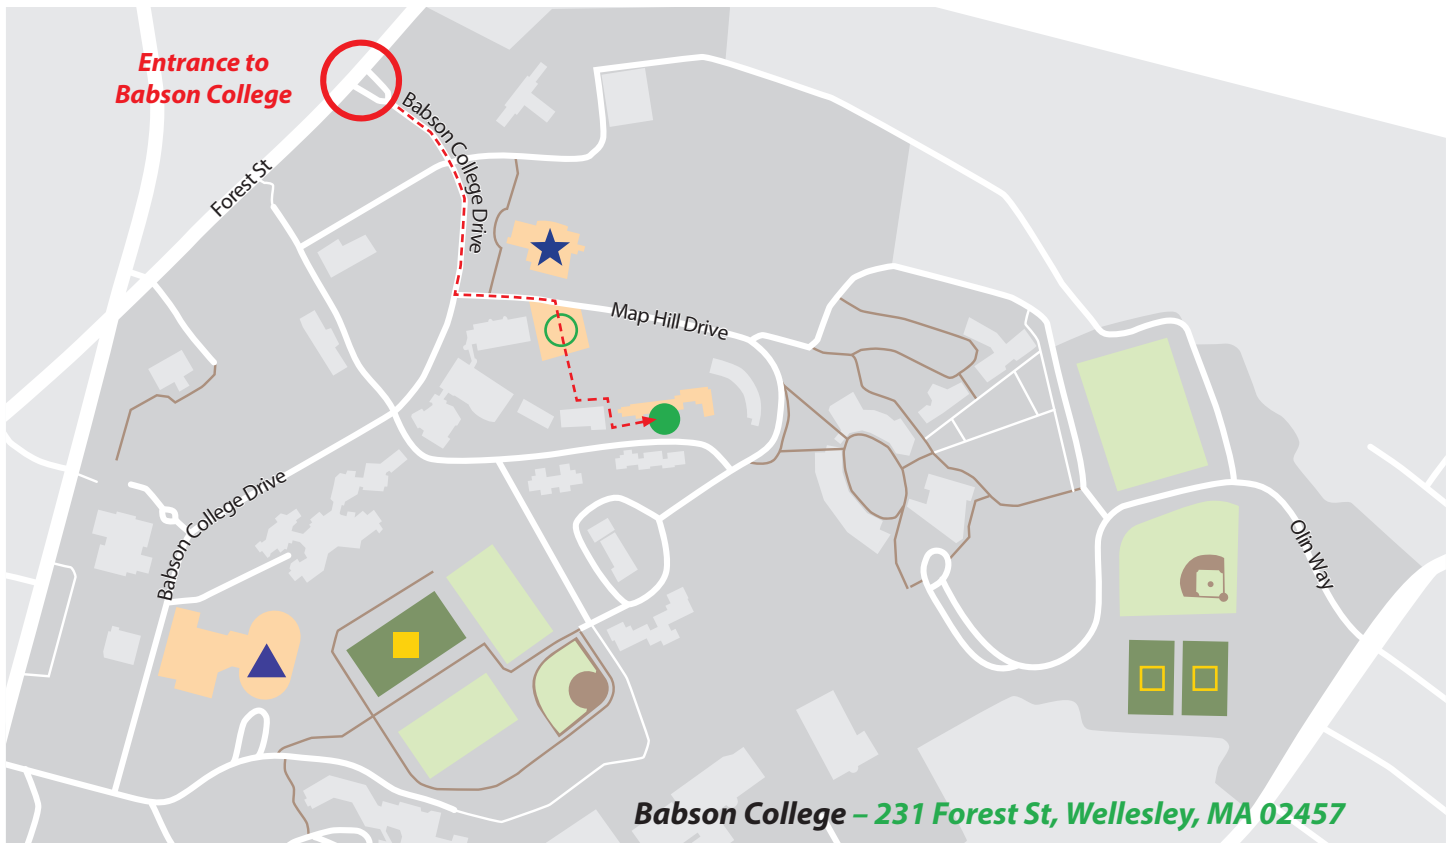 Entrance to
Babson College
Babson College Drive
Forest St
Map Hill Drive
Babson College Drive
Olin Way
Babson College – 231 Forest St, Wellesley, MA 02457